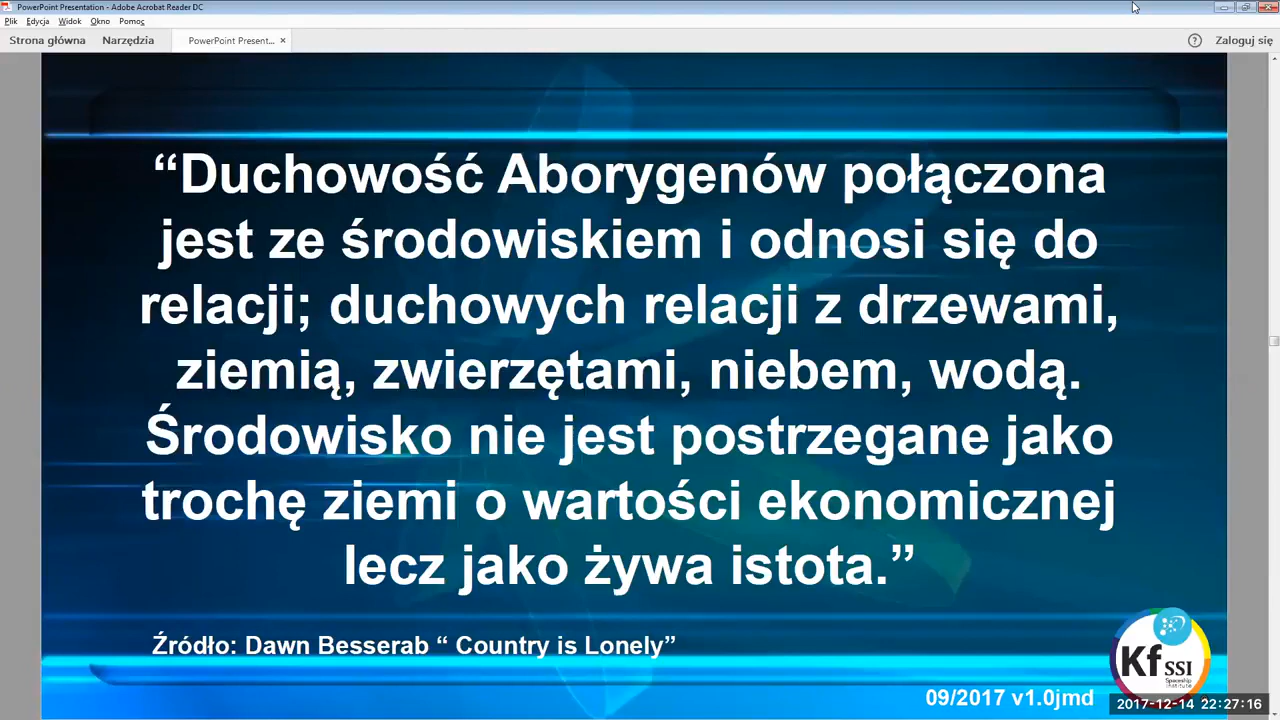 PowerPoint Presentation - Adobe Acrobat Reader DC
Plik Edycja Widok Okno Pomoc
Strona główna Narzędzia PowerPoint Present... × ? Zaloguj się
“Duchowość Aborygenów połączona
jest ze środowiskiem i odnosi się do
relacji; duchowych relacji z drzewami,
ziemią, zwierzętami, niebem, wodą.
Środowisko nie jest postrzegane jako
trochę ziemi o wartości ekonomicznej
lecz jako żywa istota.”
Źródło: Dawn Besserab “ Country is Lonely”
Kf SSI
Spaceship
Institute
09/2017 v1.0jmd
2017-12-14 22:27:16